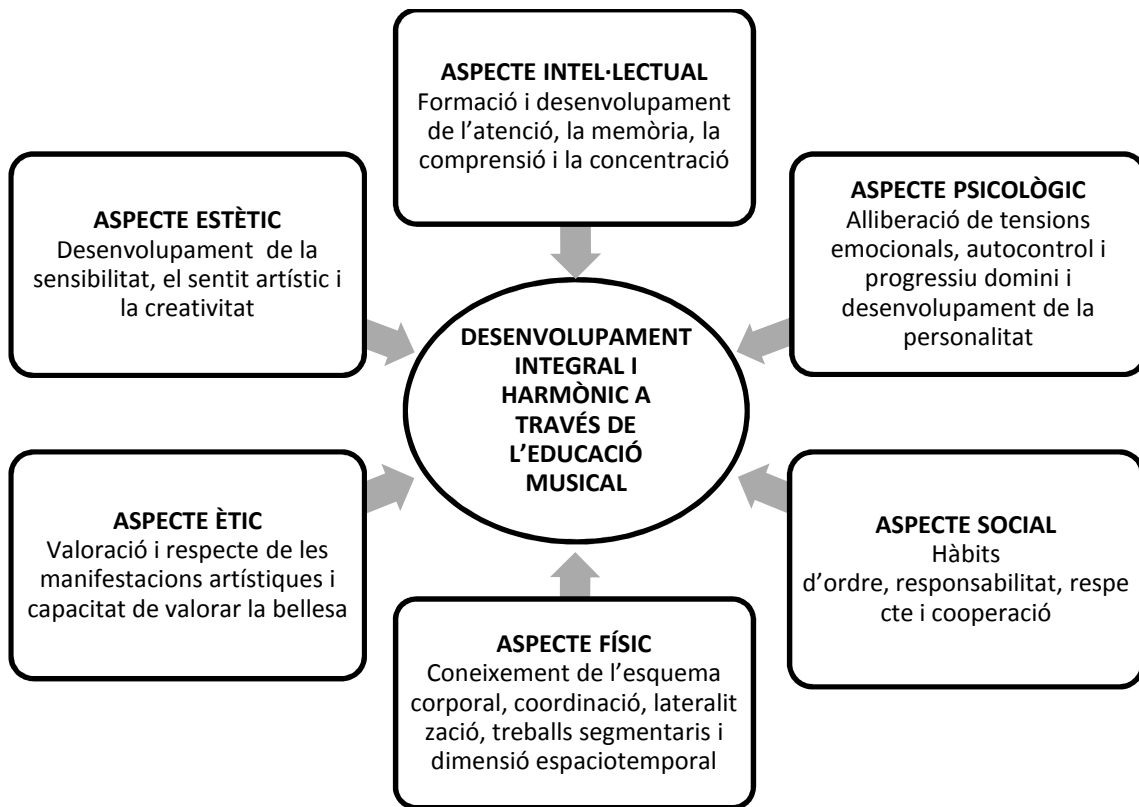 ASPECTE INTEL·LECTUAL
Formació i desenvolupament
de l’atenció, la memòria, la
comprensió i la concentració
ASPECTE PSICOLÒGIC
Alliberació de tensions
emocionals, autocontrol i
progressiu domini i
desenvolupament de la
personalitat
ASPECTE SOCIAL
Hàbits
d’ordre, responsabilitat, respe
cte i cooperació
ASPECTE FÍSIC
Coneixement de l’esquema
corporal, coordinació, lateralit
zació, treballs segmentaris i
dimensió espaciotemporal
ASPECTE ÈTIC
Valoració i respecte de les
manifestacions artístiques i
capacitat de valorar la bellesa
ASPECTE ESTÈTIC
Desenvolupament de la
sensibilitat, el sentit artístic i
la creativitat
DESENVOLUPAMENT
INTEGRAL I
HARMÒNIC A
TRAVÉS DE
L’EDUCACIÓ
MUSICAL